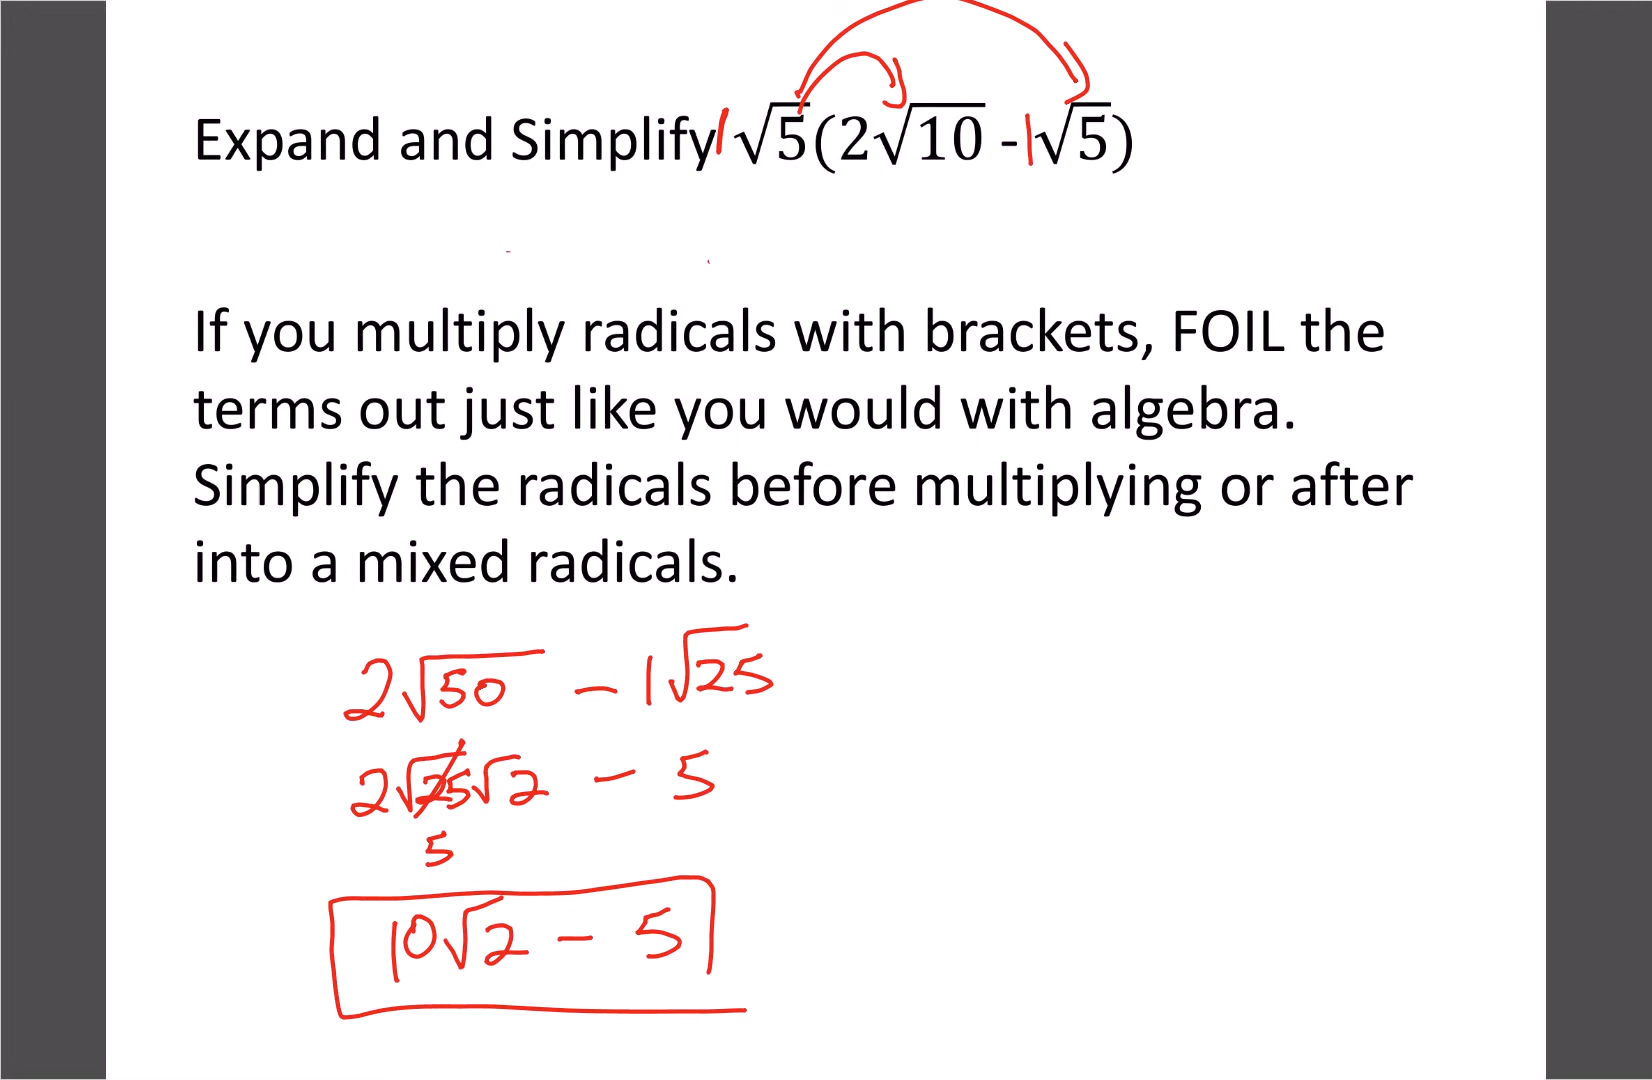 Expand and Simplify 1√5(2√10 - 1√5)
If you multiply radicals with brackets, FOIL the
terms out just like you would with algebra.
Simplify the radicals before multiplying or after
into a mixed radicals.
2√50 - 1√25
2√25√2 - 5
5
10√2 - 5